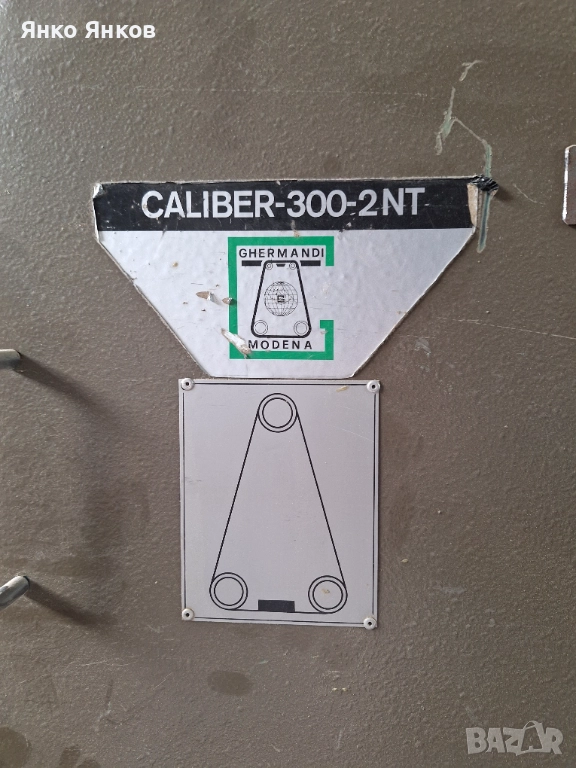 Янко Янков
CALIBER-300-2NT
GHERMANDI
G
MODENA
BAZAR